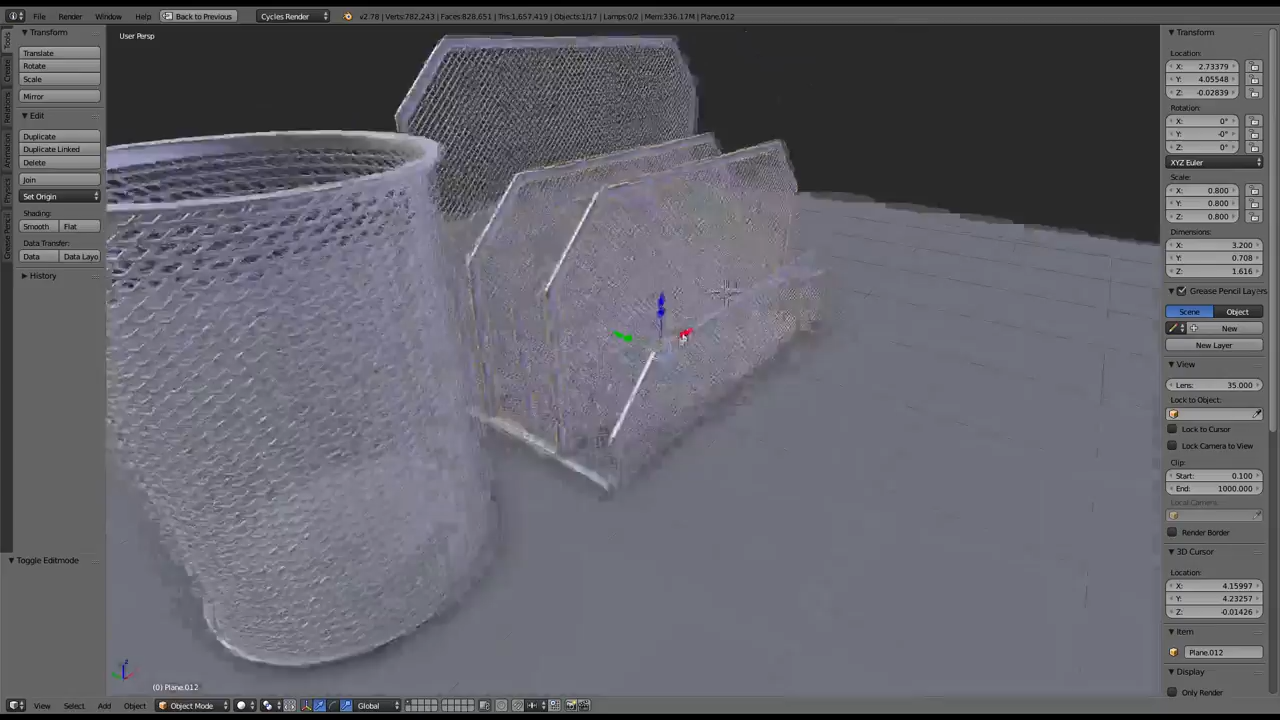 File Render Window Help Back to Previous Cycles Render v2.78 | Verts:782,243 | Faces:828,651 | Tris:1,657,419 | Objects:1/17 | Lamps:0/2 | Mem:336.17M | Plane.012
Tools
Create
Relations
Animation
Physics
Grease Pencil
Transform
Translate
Rotate
Scale
Mirror
Edit
Duplicate
Duplicate Linked
Delete
Join
Set Origin
Shading:
Smooth Flat
Data Transfer:
Data Data Layo
History
Toggle Editmode
User Persp
(0) Plane.012
Transform
Location:
X: 2.73379
Y: 4.05548
Z: -0.02839
Rotation:
X: 0°
Y: -0°
Z: 0°
XYZ Euler
Scale:
X: 0.800
Y: 0.800
Z: 0.800
Dimensions:
X: 3.200
Y: 0.708
Z: 1.616
Grease Pencil Layers
Scene Object
New
New Layer
View
Lens: 35.000
Lock to Object:
Lock to Cursor
Lock Camera to View
Clip:
Start: 0.100
End: 1000.000
Local Camera:
Render Border
3D Cursor
Location:
X: 4.15997
Y: 4.23257
Z: -0.01426
Item
Plane.012
Display
Only Render
View Select Add Object Object Mode Global